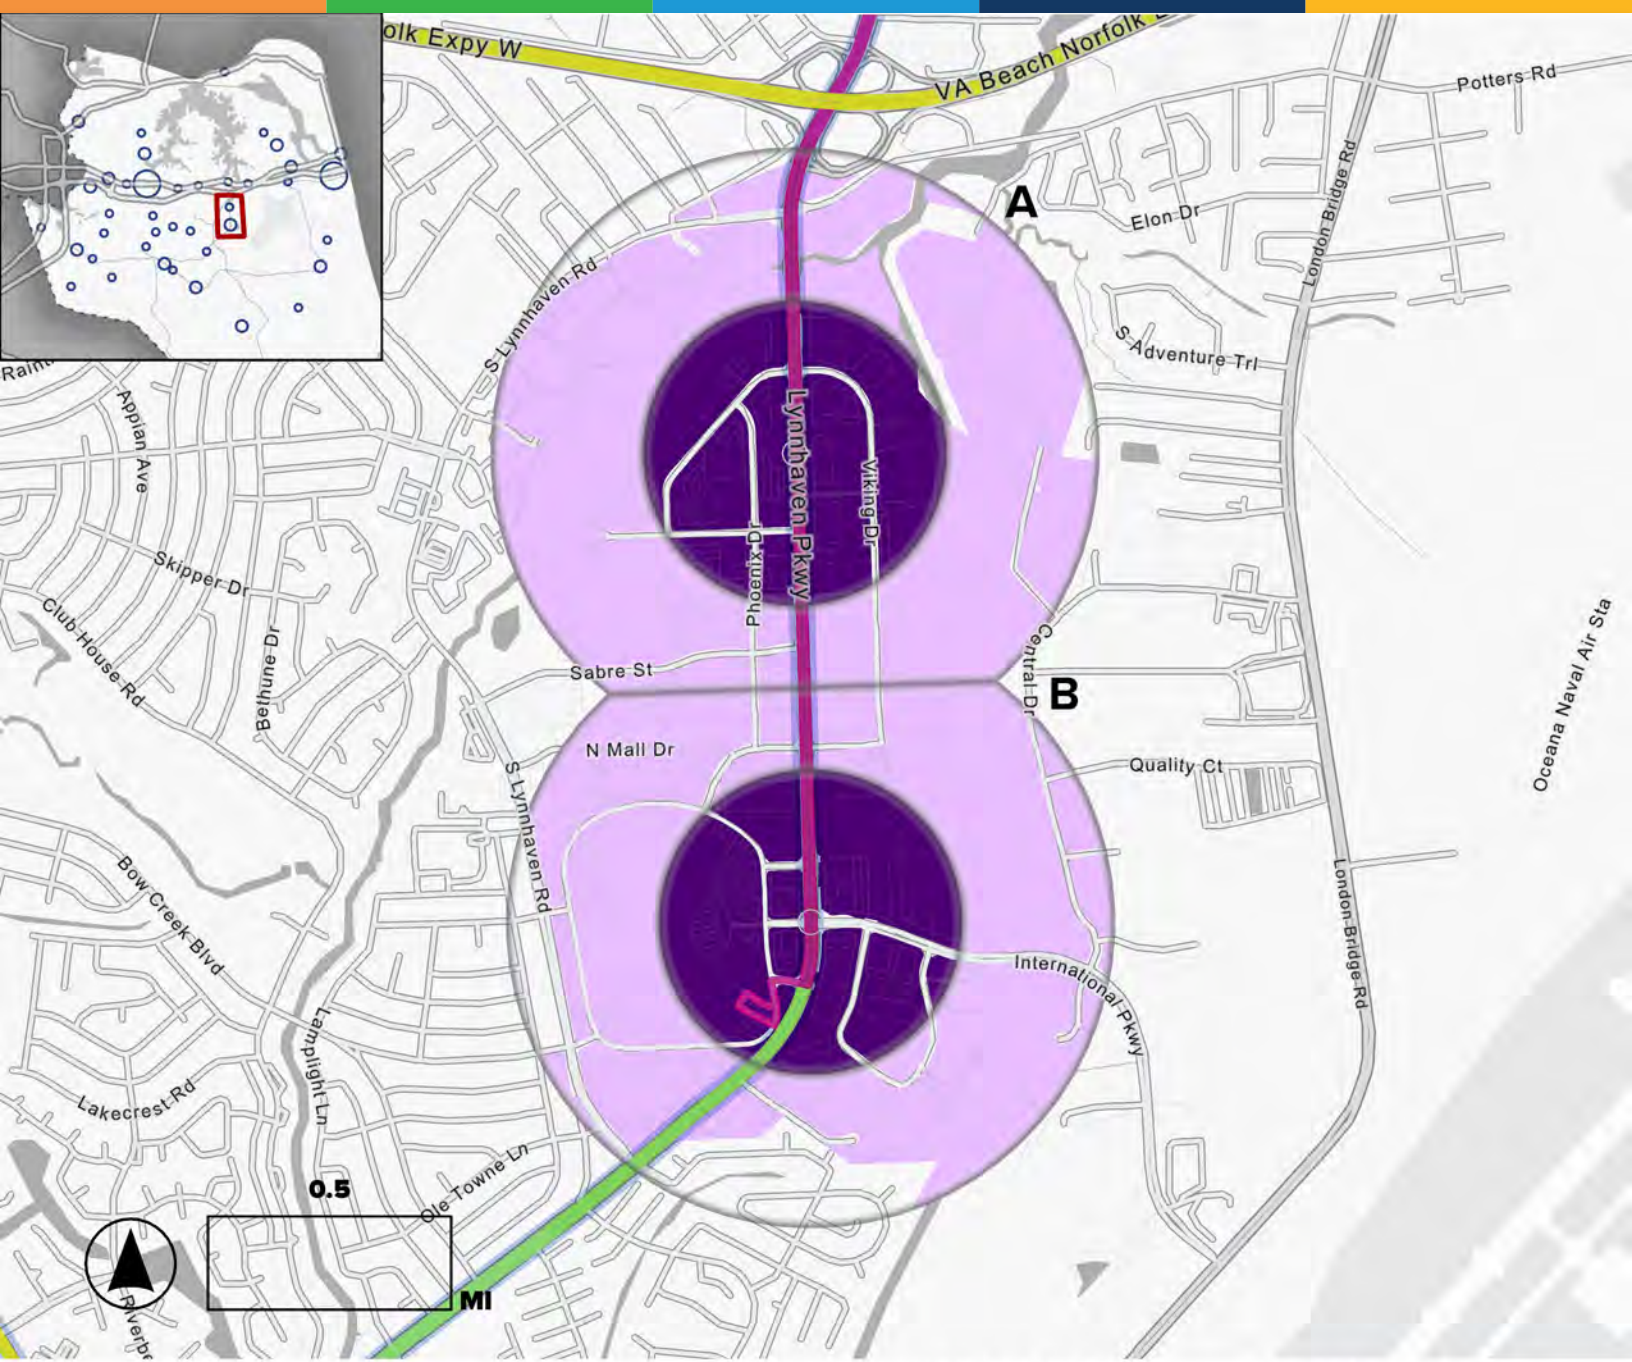 olk Expy W
VA Beach Norfolk
Potters Rd
A
Elon Dr
London Bridge Rd
S Lynnhaven Rd
S Adventure Trl
Appian Ave
Lynnhaven Pkwy
Viking Dr
Phoenix Dr
Skipper Dr
Club House Rd
Bethune Dr
Sabre St
Central Dr
B
Oceana Naval Air Sta
N Mall Dr
Quality Ct
S Lynnhaven Rd
Bow Creek Blvd
London Bridge Rd
International Pkwy
Lamplight Ln
Lakecrest Rd
Ole Towne Ln
0.5
MI
Riverbe